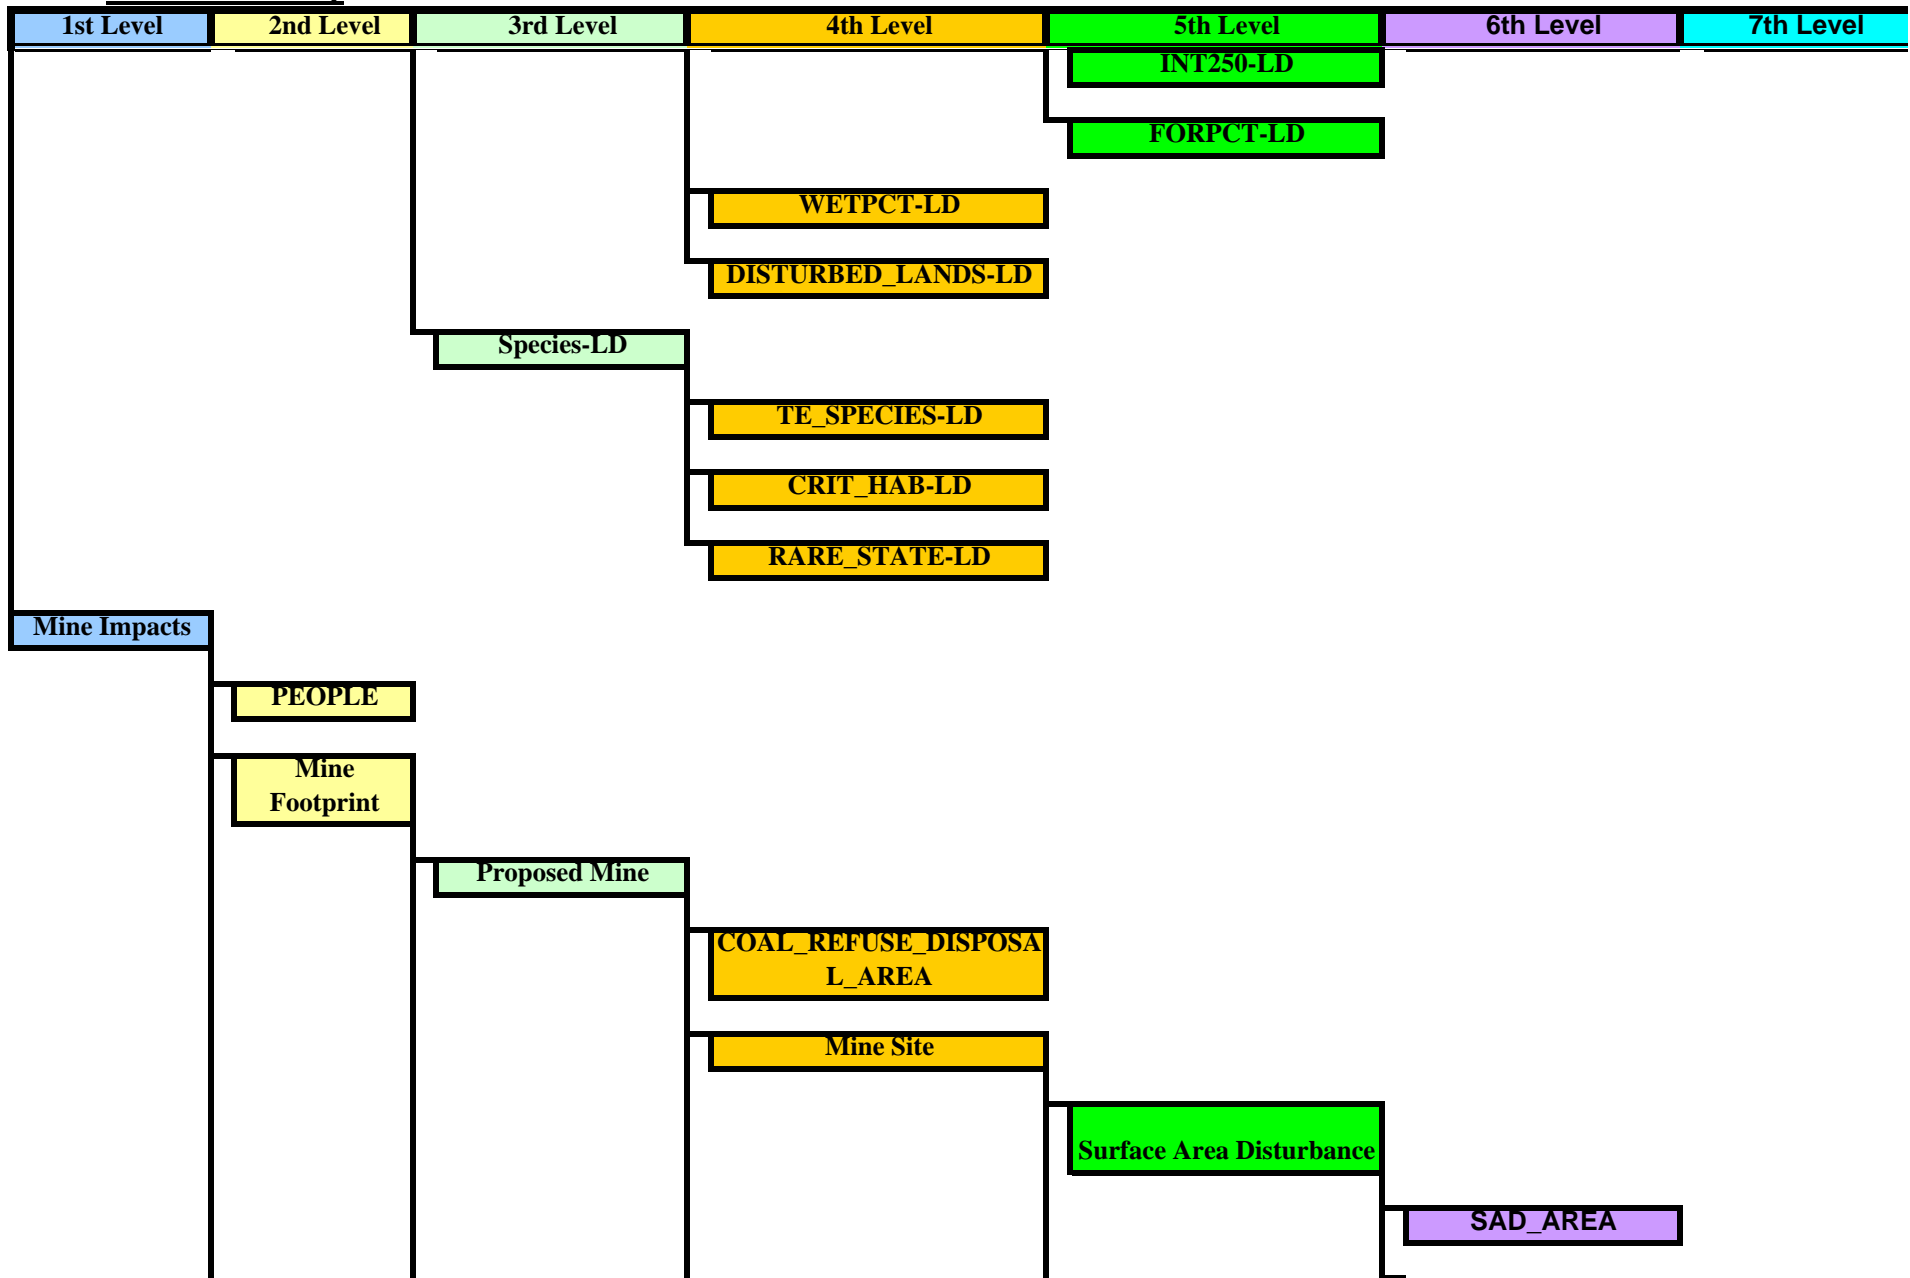 1st Level 2nd Level 3rd Level 4th Level 5th Level 6th Level 7th Level
INT250-LD
FORPCT-LD
WETPCT-LD
DISTURBED_LANDS-LD
Species-LD
TE_SPECIES-LD
CRIT_HAB-LD
RARE_STATE-LD
Mine Impacts
PEOPLE
Mine
Footprint
Proposed Mine
COAL_REFUSE_DISPOSA
L_AREA
Mine Site
Surface Area Disturbance
SAD_AREA